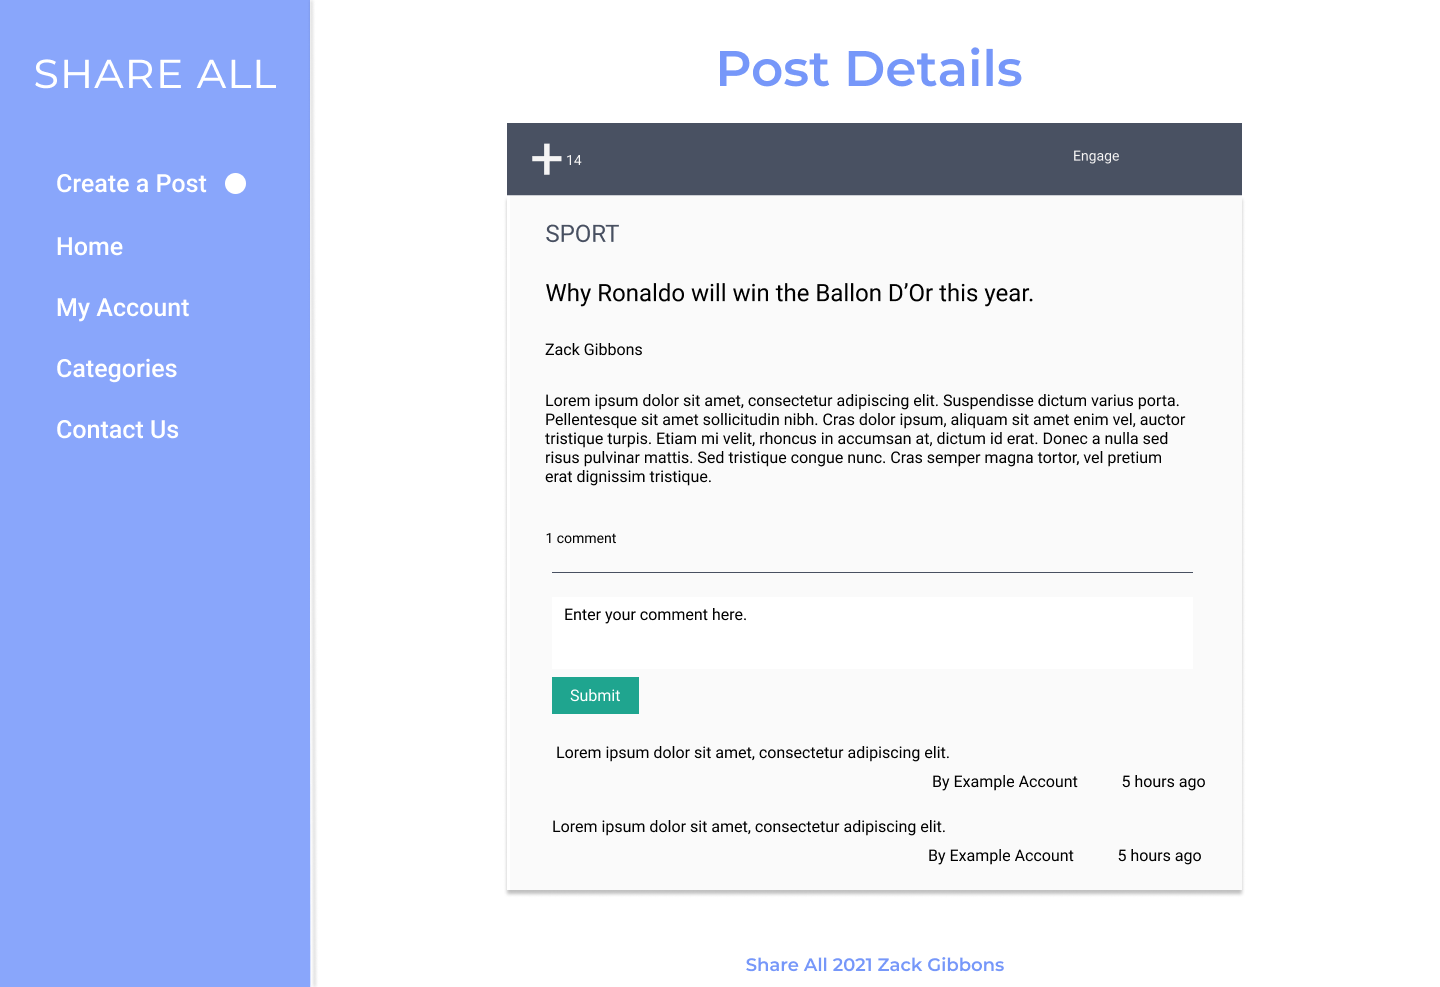 SHARE ALL
Create a Post
Home
My Account
Categories
Contact Us
Post Details
14
Engage
SPORT
Why Ronaldo will win the Ballon D’Or this year.
Zack Gibbons
Lorem ipsum dolor sit amet, consectetur adipiscing elit. Suspendisse dictum varius porta.
Pellentesque sit amet sollicitudin nibh. Cras dolor ipsum, aliquam sit amet enim vel, auctor
tristique turpis. Etiam mi velit, rhoncus in accumsan at, dictum id erat. Donec a nulla sed
risus pulvinar mattis. Sed tristique congue nunc. Cras semper magna tortor, vel pretium
erat dignissim tristique.
1 comment
Enter your comment here.
Submit
Lorem ipsum dolor sit amet, consectetur adipiscing elit.
By Example Account 5 hours ago
Lorem ipsum dolor sit amet, consectetur adipiscing elit.
By Example Account 5 hours ago
Share All 2021 Zack Gibbons